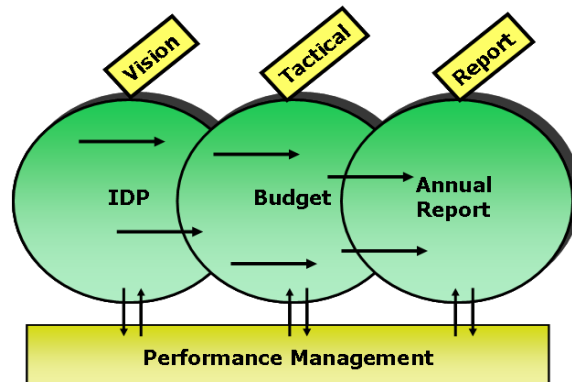 Vision
Tactical
Report
IDP
Budget
Annual
Report
Performance Management